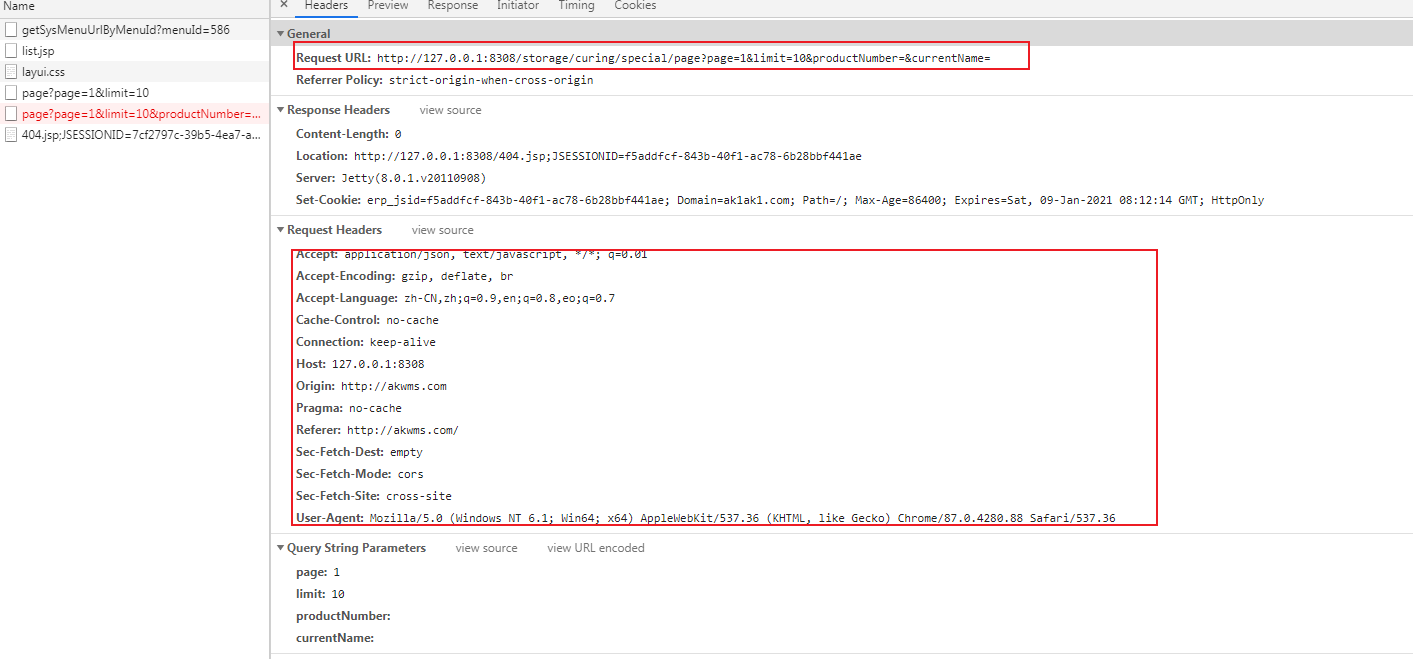 Name
× Headers Preview Response Initiator Timing Cookies
getSysMenuUrlByMenuId?menuId=586
list.jsp
layui.css
page?page=1&limit=10
page?page=1&limit=10&productNumber=...
404.jsp;JSESSIONID=7cf2797c-39b5-4ea7-a...
▼ General
Request URL: http://127.0.0.1:8308/storage/curing/special/page?page=1&limit=10&productNumber=&currentName=
Referrer Policy: strict-origin-when-cross-origin
▼ Response Headers view source
Content-Length: 0
Location: http://127.0.0.1:8308/404.jsp;JSESSIONID=f5addfcf-843b-40f1-ac78-6b28bbf441ae
Server: Jetty(8.0.1.v20110908)
Set-Cookie: erp_jsid=f5addfcf-843b-40f1-ac78-6b28bbf441ae; Domain=ak1ak1.com; Path=/; Max-Age=86400; Expires=Sat, 09-Jan-2021 08:12:14 GMT; HttpOnly
▼ Request Headers view source
Accept: application/json, text/javascript, */*; q=0.01
Accept-Encoding: gzip, deflate, br
Accept-Language: zh-CN,zh;q=0.9,en;q=0.8,eo;q=0.7
Cache-Control: no-cache
Connection: keep-alive
Host: 127.0.0.1:8308
Origin: http://akwms.com
Pragma: no-cache
Referer: http://akwms.com/
Sec-Fetch-Dest: empty
Sec-Fetch-Mode: cors
Sec-Fetch-Site: cross-site
User-Agent: Mozilla/5.0 (Windows NT 6.1; Win64; x64) AppleWebKit/537.36 (KHTML, like Gecko) Chrome/87.0.4280.88 Safari/537.36
▼ Query String Parameters view source view URL encoded
page: 1
limit: 10
productNumber:
currentName: